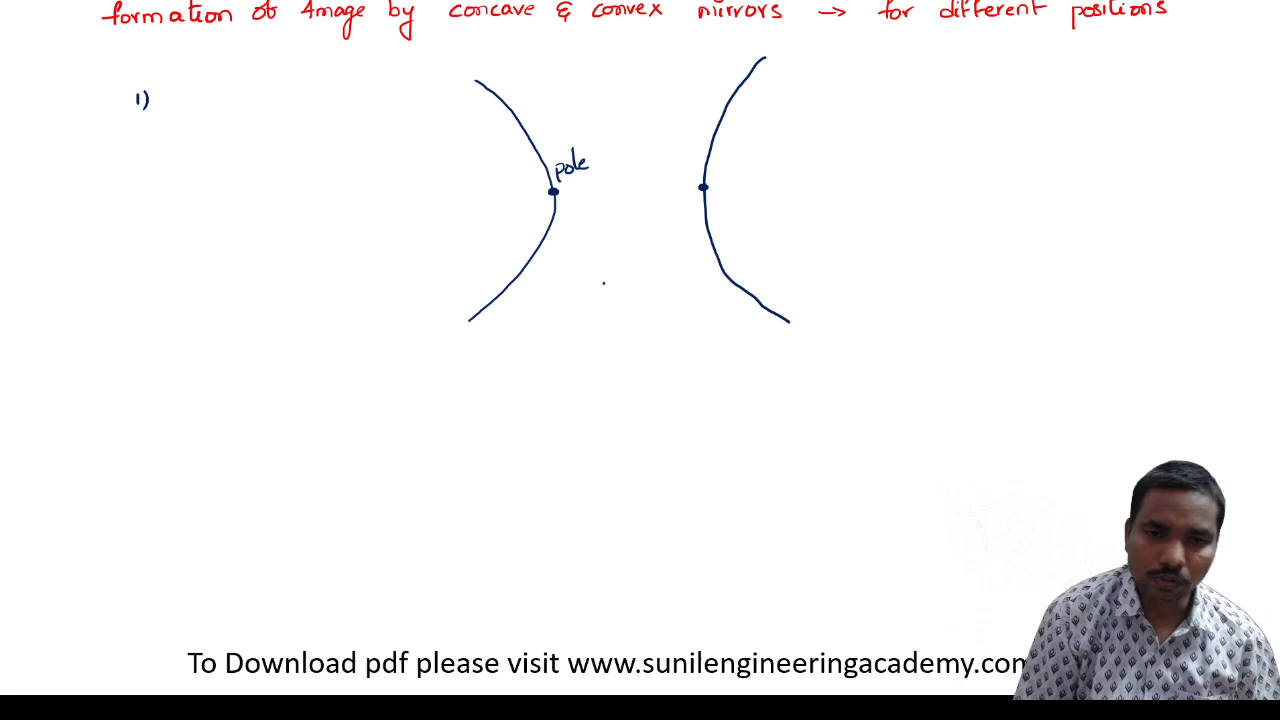 formation of Image by concave & convex mirrors → for different positions
1)
pole
To Download pdf please visit www.sunilengineeringacademy.com